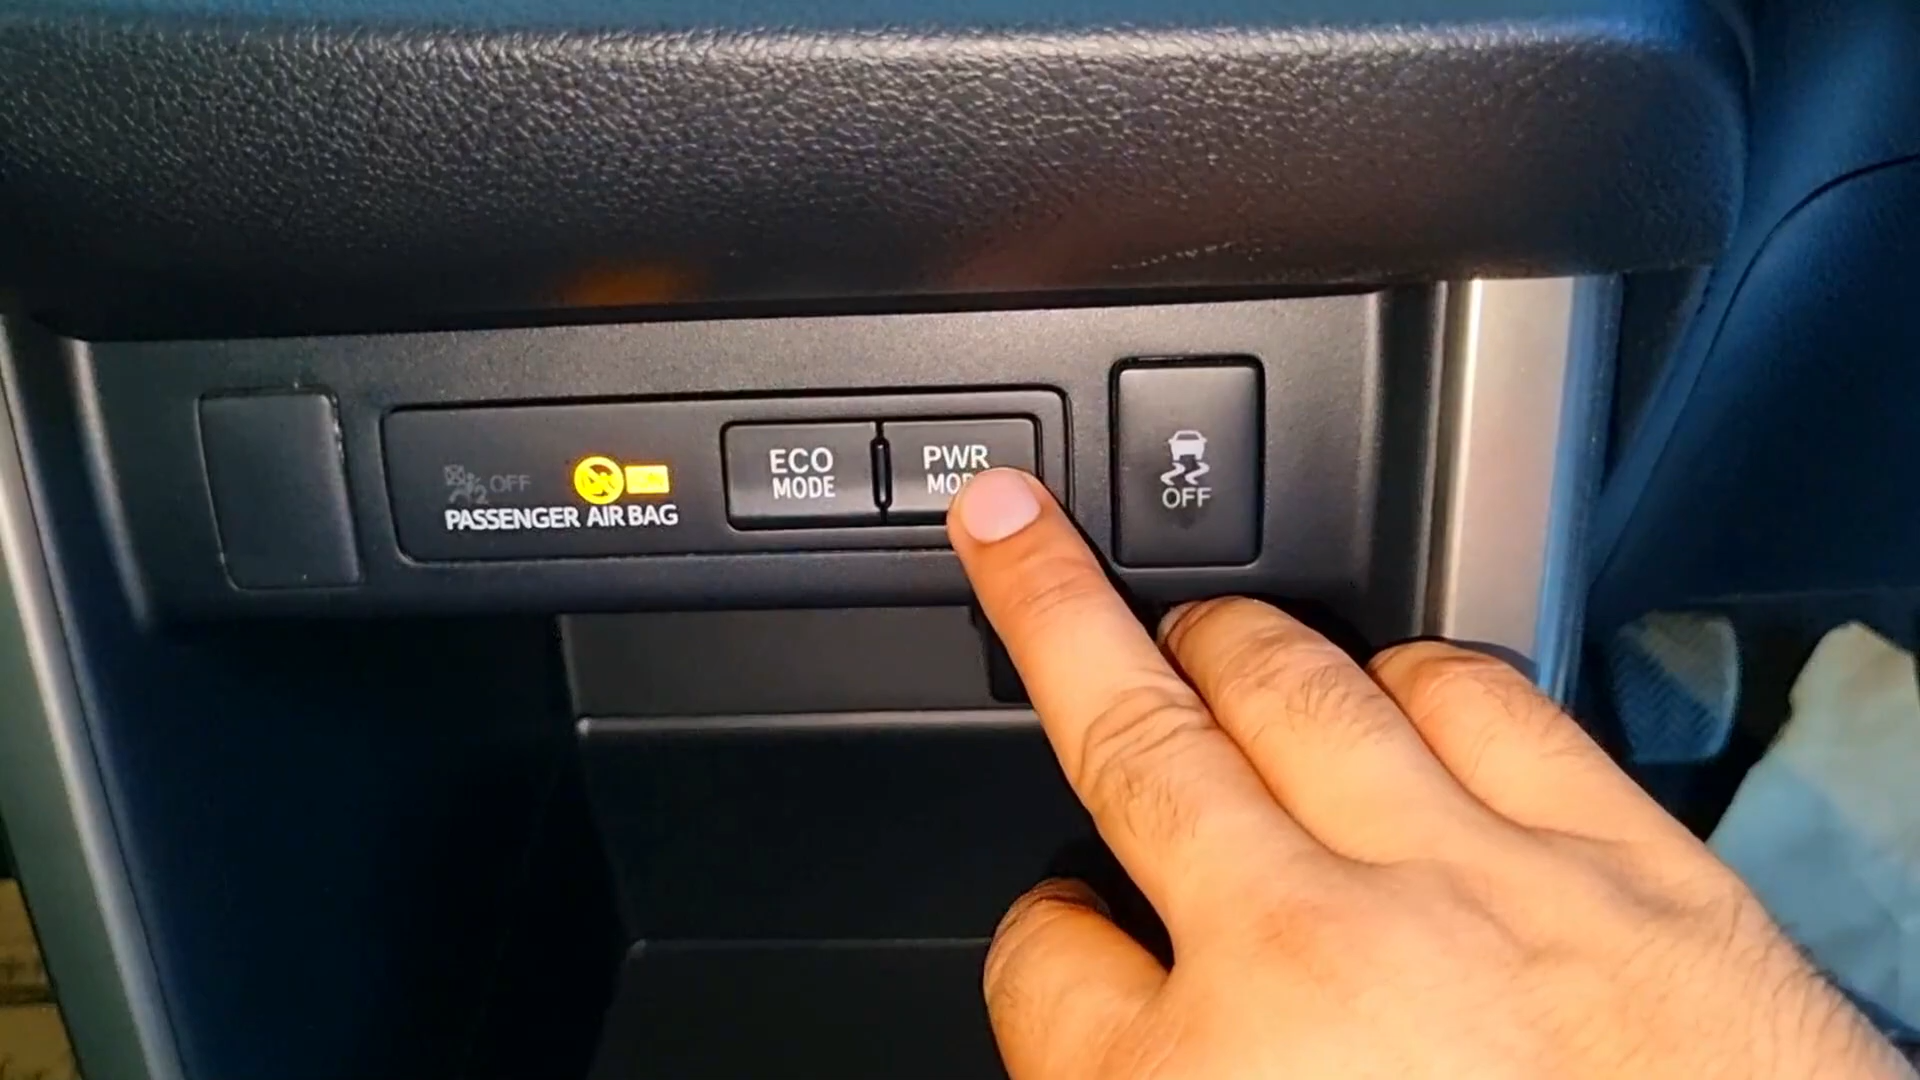 OFF
PASSENGER AIR BAG
ECO
MODE
PWR
OFF